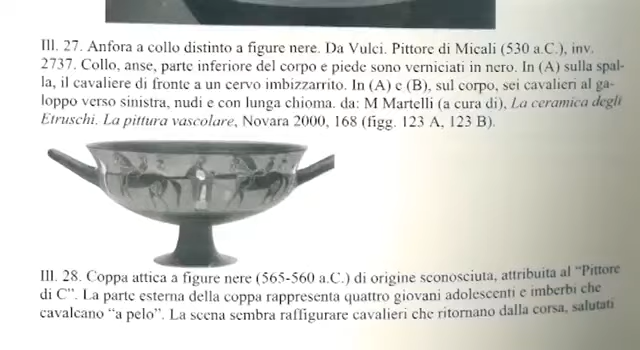 Ill. 27. Anfora a collo distinto a figure nere. Da Vulci. Pittore di Micali (530 a.C.), inv.
2737. Collo, anse, parte inferiore del corpo e piede sono verniciati in nero. In (A) sulla spal-
la, il cavaliere di fronte a un cervo imbizzarrito. In (A) e (B), sul corpo, sei cavalieri al ga-
loppo verso sinistra, nudi e con lunga chioma. da: M Martelli (a cura di), La ceramica degli
Etruschi. La pittura vascolare, Novara 2000, 168 (figg. 123 A, 123 B).
Ill. 28. Coppa attica a figure nere (565-560 a.C.) di origine sconosciuta, attribuita al “Pittore
di C”. La parte esterna della coppa rappresenta quattro giovani adolescenti e imberbi che
cavalcano “a pelo”. La scena sembra raffigurare cavalieri che ritornano dalla corsa, salutati